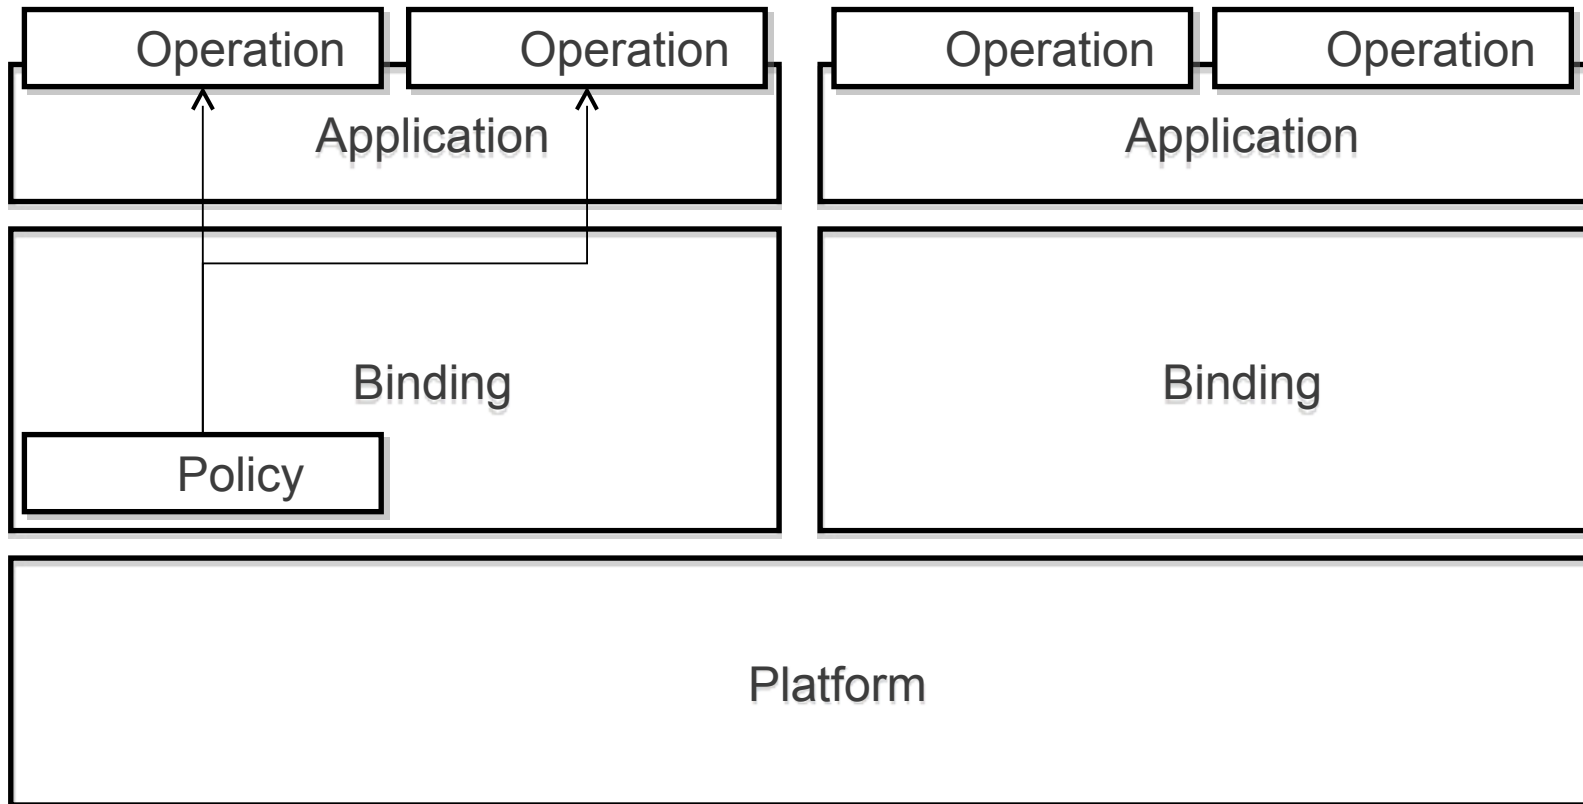 Operation
Operation
Operation
Operation
Application
Application
Binding
Binding
Policy
Platform